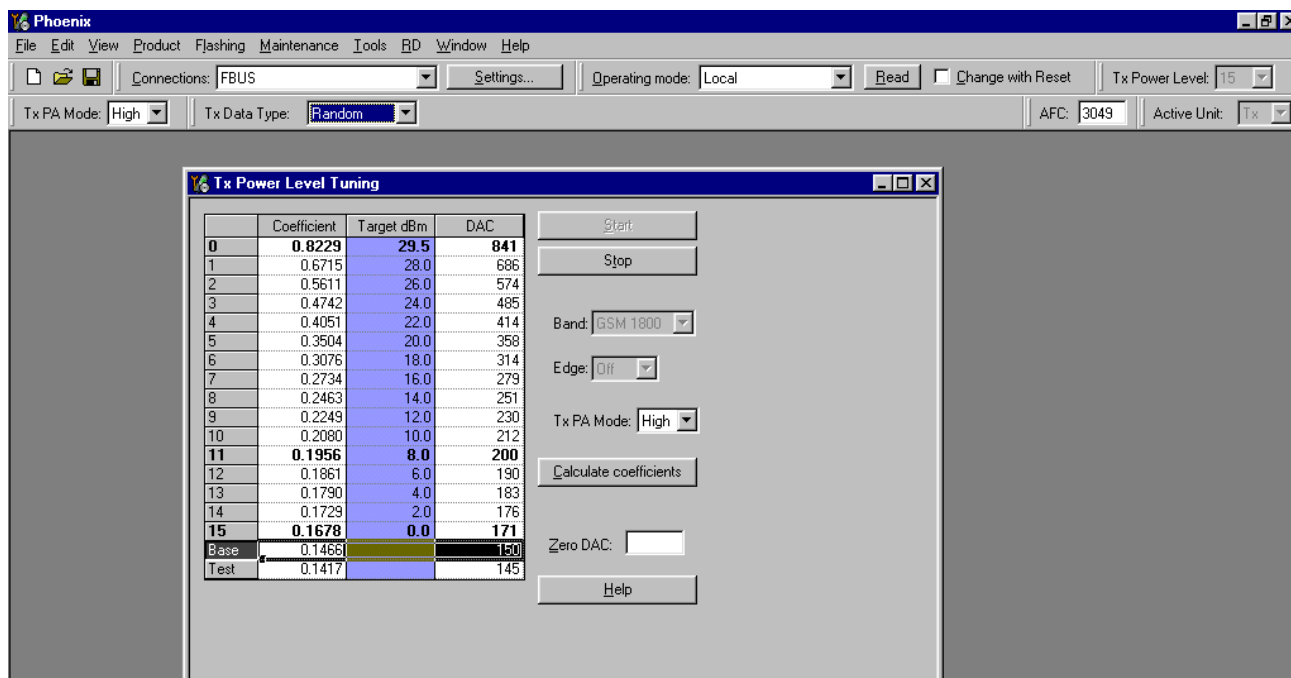 Phoenix
File Edit View Product Flashing Maintenance Tools RD Window Help
Connections: FBUS Settings... Operating mode: Local Read Change with Reset Tx Power Level: 15
Tx PA Mode: High Tx Data Type: Random AFC: 3049 Active Unit: Tx
Tx Power Level Tuning
Coefficient Target dBm DAC
0 0.8229 29.5 841
1 0.6715 28.0 686
2 0.5611 26.0 574
3 0.4742 24.0 485
4 0.4051 22.0 414
5 0.3504 20.0 358
6 0.3076 18.0 314
7 0.2734 16.0 279
8 0.2463 14.0 251
9 0.2249 12.0 230
10 0.2080 10.0 212
11 0.1956 8.0 200
12 0.1861 6.0 190
13 0.1790 4.0 183
14 0.1729 2.0 176
15 0.1678 0.0 171
Base 0.1466 150
Test 0.1417 145
Start
Stop
Band: GSM 1800
Edge: Off
Tx PA Mode: High
Calculate coefficients
Zero DAC:
Help